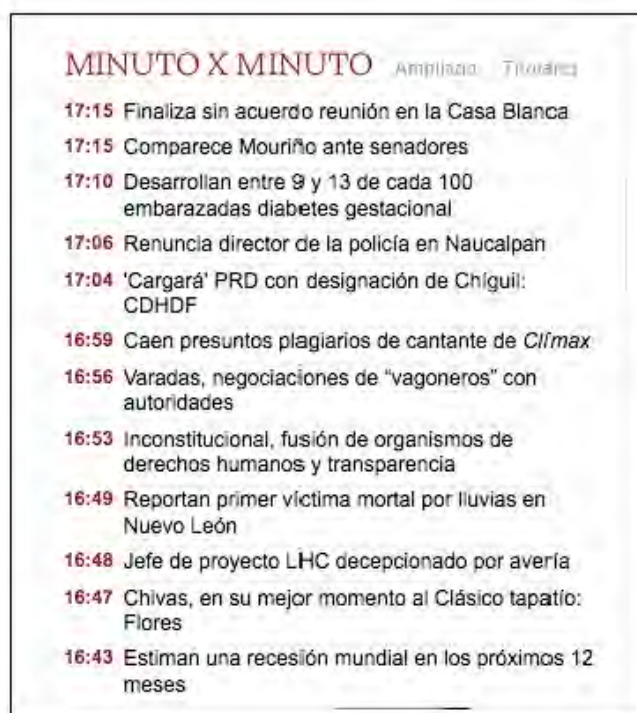 MINUTO X MINUTO Ampliado Titulares
17:15 Finaliza sin acuerdo reunión en la Casa Blanca
17:15 Comparece Mouriño ante senadores
17:10 Desarrollan entre 9 y 13 de cada 100
embarazadas diabetes gestacional
17:06 Renuncia director de la policía en Naucalpan
17:04 'Cargará' PRD con designación de Chíguil:
CDHDF
16:59 Caen presuntos plagiarios de cantante de Clímax
16:56 Varadas, negociaciones de "vagoneros" con
autoridades
16:53 Inconstitucional, fusión de organismos de
derechos humanos y transparencia
16:49 Reportan primer víctima mortal por lluvias en
Nuevo León
16:48 Jefe de proyecto LHC decepcionado por avería
16:47 Chivas, en su mejor momento al Clásico tapatío:
Flores
16:43 Estiman una recesión mundial en los próximos 12
meses